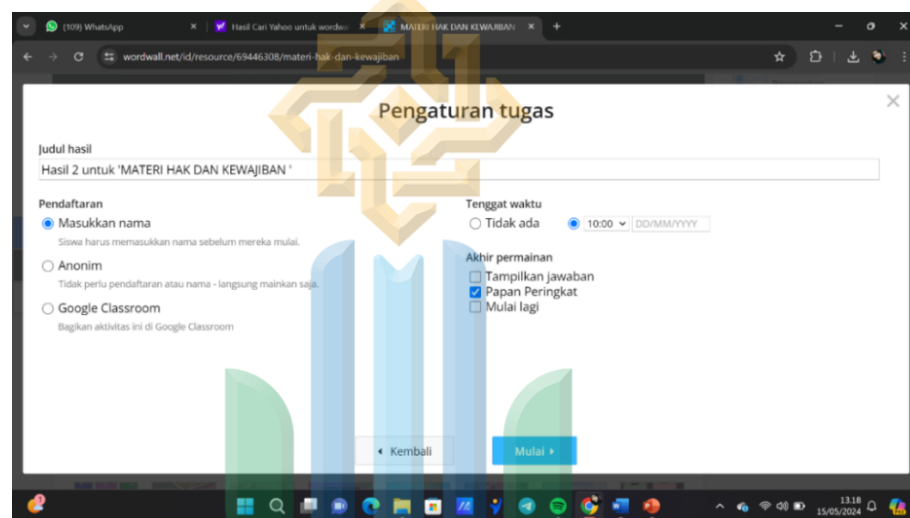 (109) WhatsApp
Hasil Cari Yahoo untuk wordwa
MATERI HAK DAN KEWAJIBAN
wordwall.net/id/resource/69446308/materi-hak-dan-kewajiban
Pengaturan tugas
Judul hasil
Hasil 2 untuk 'MATERI HAK DAN KEWAJIBAN '
Pendaftaran
Masukkan nama
Siswa harus memasukkan nama sebelum mereka mulai.
Anonim
Tidak perlu pendaftaran atau nama - langsung mainkan saja.
Google Classroom
Bagikan aktivitas ini di Google Classroom
Tenggat waktu
Tidak ada
10:00
DD/MM/YYYY
Akhir permainan
Tampilkan jawaban
Papan Peringkat
Mulai lagi
Kembali
Mulai
13.18
15/05/2024